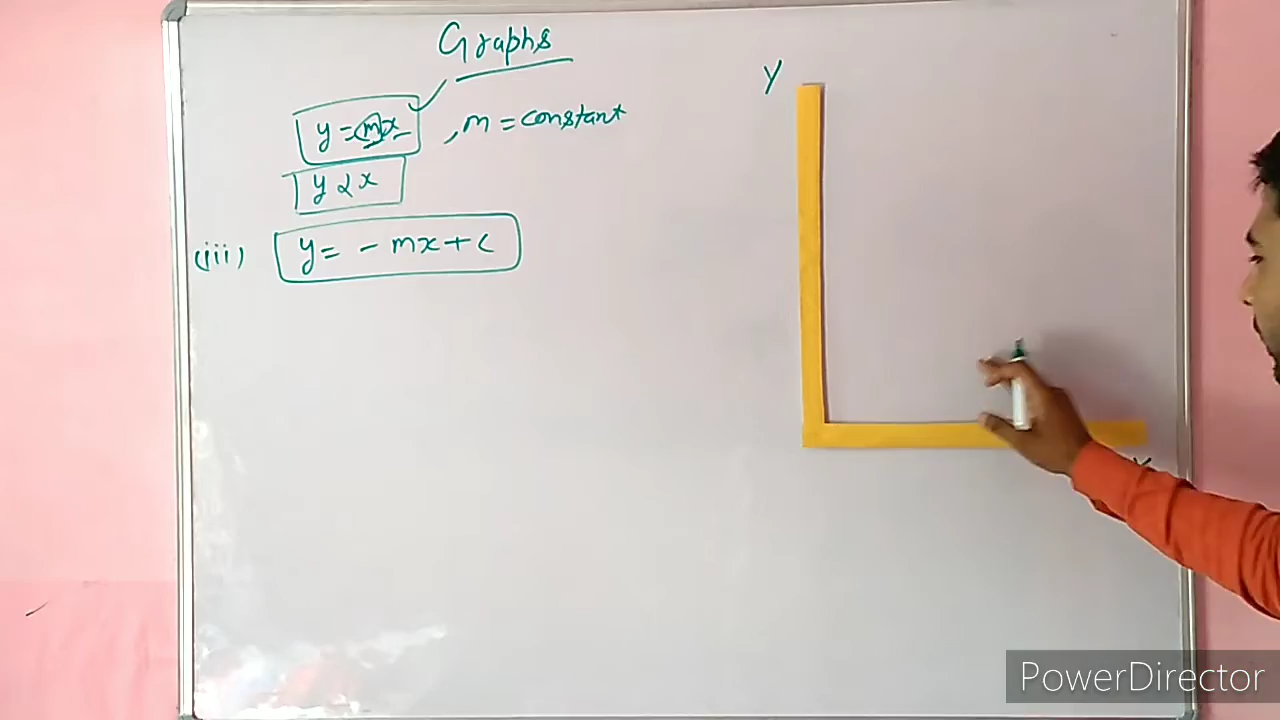 Graphs
y = mx , m = constant
y α x
(iii) y = - mx + c
Y
X
PowerDirector